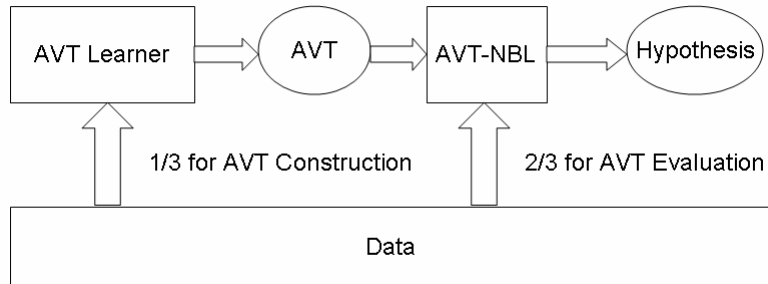 AVT Learner
AVT
AVT-NBL
Hypothesis
1/3 for AVT Construction
2/3 for AVT Evaluation
Data